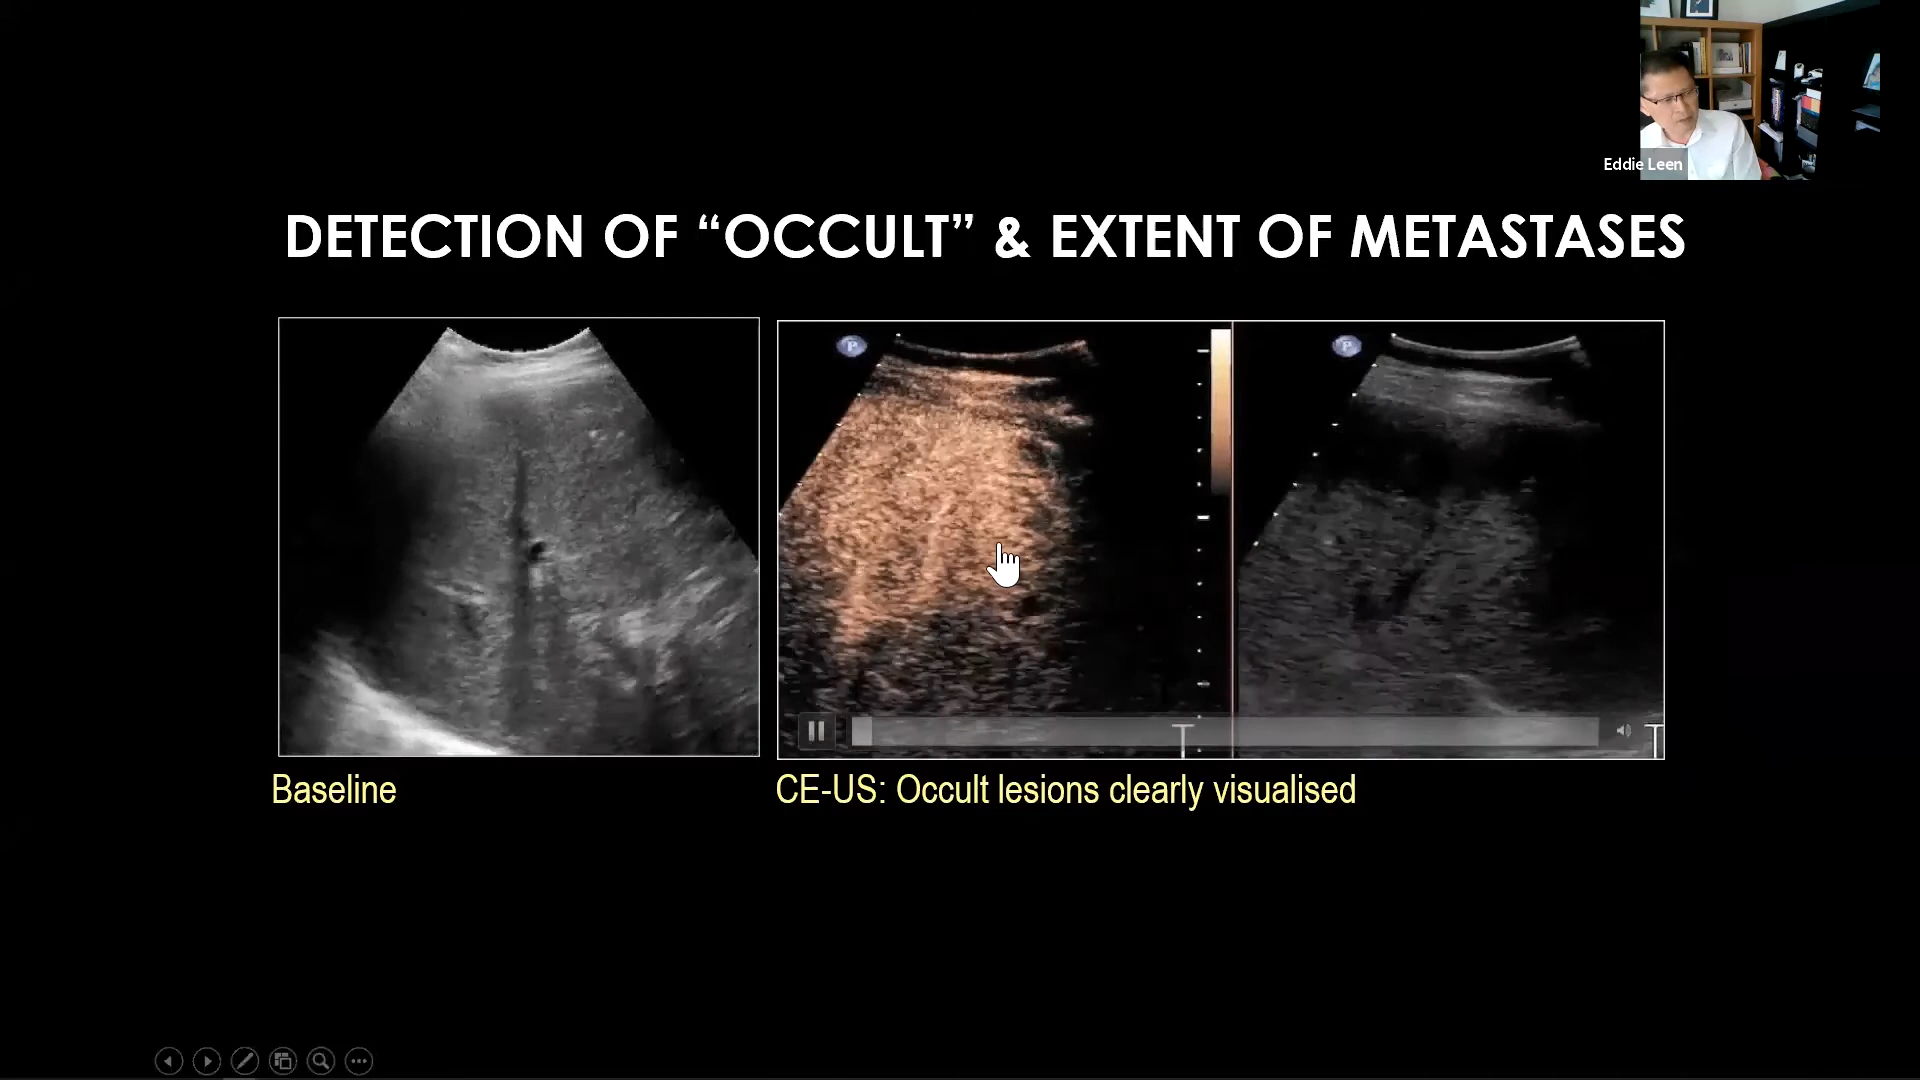 Eddie Leen
DETECTION OF “OCCULT” & EXTENT OF METASTASES
P
P
T
T
Baseline
CE-US: Occult lesions clearly visualised